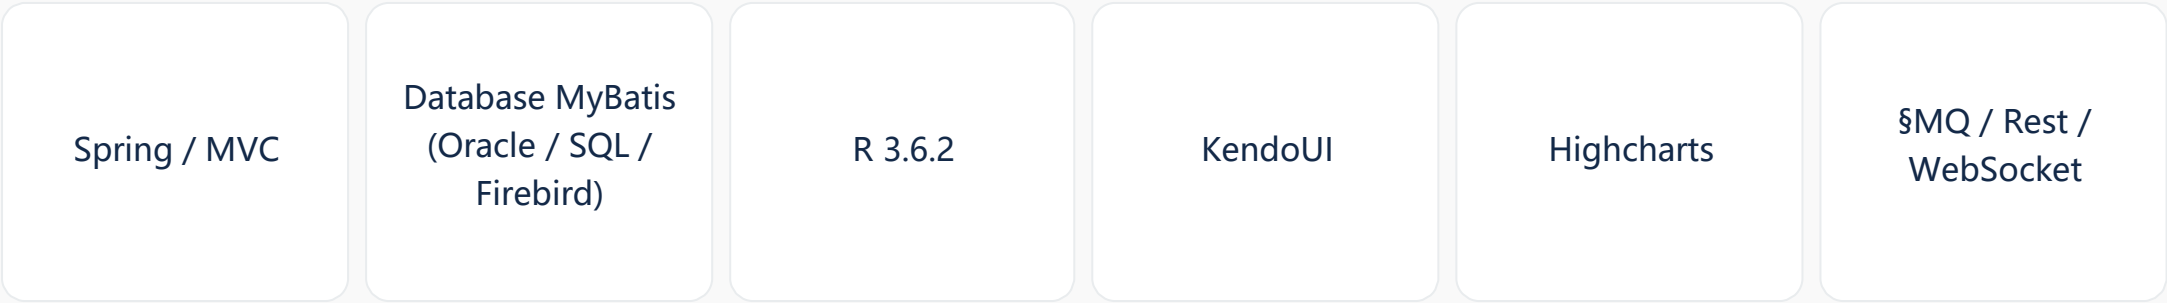 Spring / MVC
Database MyBatis
(Oracle / SQL /
Firebird)
R 3.6.2
KendoUI
Highcharts
§MQ / Rest /
WebSocket